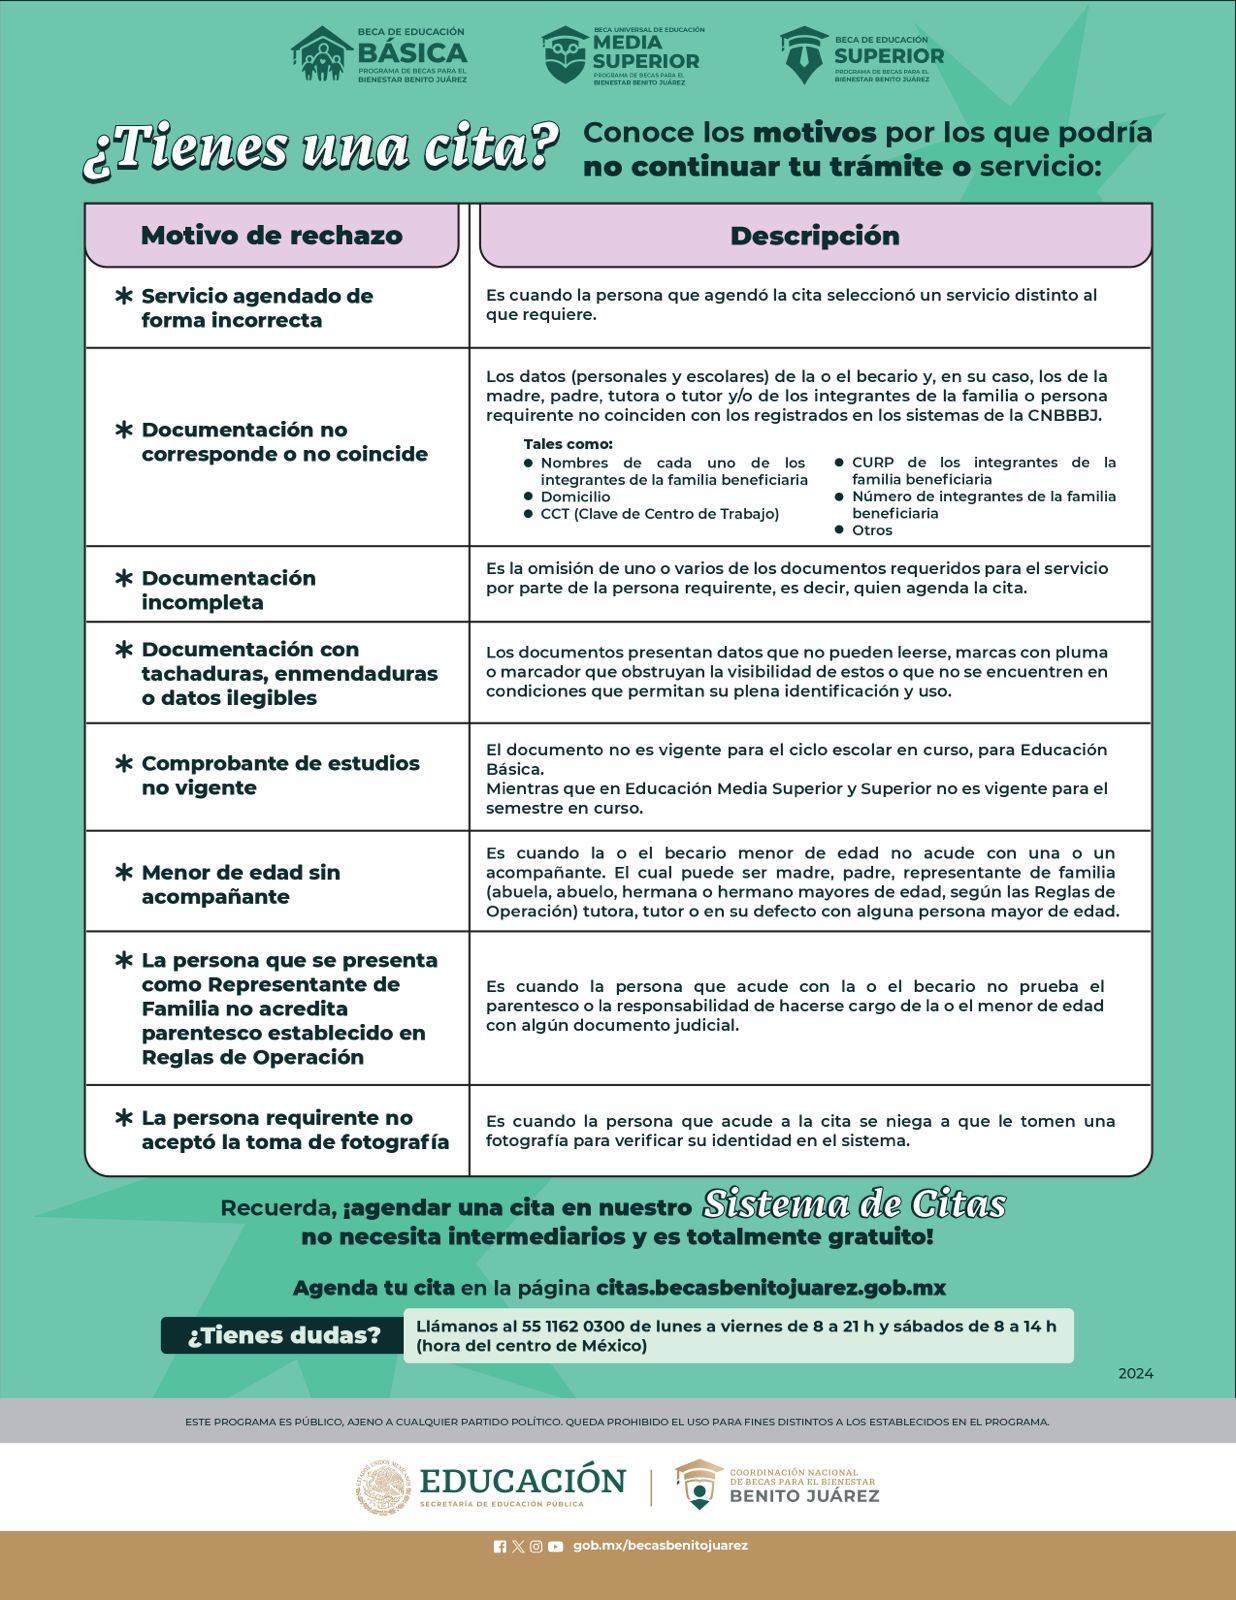 BECA DE EDUCACIÓN
BÁSICA
PROGRAMA DE BECAS PARA EL
BIENESTAR BENITO JUÁREZ
BECA UNIVERSAL DE EDUCACIÓN
MEDIA
SUPERIOR
PROGRAMA DE BECAS PARA EL
BIENESTAR BENITO JUÁREZ
BECA DE EDUCACIÓN
SUPERIOR
PROGRAMA DE BECAS PARA EL
BIENESTAR BENITO JUÁREZ
¿Tienes una cita?
Conoce los motivos por los que podría
no continuar tu trámite o servicio:
Motivo de rechazo
Descripción
* Servicio agendado de
forma incorrecta
Es cuando la persona que agendó la cita seleccionó un servicio distinto al
que requiere.
* Documentación no
corresponde o no coincide
Los datos (personales y escolares) de la o el becario y, en su caso, los de la
madre, padre, tutora o tutor y/o de los integrantes de la familia o persona
requirente no coinciden con los registrados en los sistemas de la CNBBBJ.
Tales como:
● Nombres de cada uno de los
integrantes de la familia beneficiaria
● Domicilio
● CCT (Clave de Centro de Trabajo)
● CURP de los integrantes de la
familia beneficiaria
● Número de integrantes de la familia
beneficiaria
● Otros
* Documentación
incompleta
Es la omisión de uno o varios de los documentos requeridos para el servicio
por parte de la persona requirente, es decir, quien agenda la cita.
* Documentación con
tachaduras, enmendaduras
o datos ilegibles
Los documentos presentan datos que no pueden leerse, marcas con pluma
o marcador que obstruyan la visibilidad de estos o que no se encuentren en
condiciones que permitan su plena identificación y uso.
* Comprobante de estudios
no vigente
El documento no es vigente para el ciclo escolar en curso, para Educación
Básica.
Mientras que en Educación Media Superior y Superior no es vigente para el
semestre en curso.
* Menor de edad sin
acompañante
Es cuando la o el becario menor de edad no acude con una o un
acompañante. El cual puede ser madre, padre, representante de familia
(abuela, abuelo, hermana o hermano mayores de edad, según las Reglas de
Operación) tutora, tutor o en su defecto con alguna persona mayor de edad.
* La persona que se presenta
como Representante de
Familia no acredita
parentesco establecido en
Reglas de Operación
Es cuando la persona que acude con la o el becario no prueba el
parentesco o la responsabilidad de hacerse cargo de la o el menor de edad
con algún documento judicial.
* La persona requirente no
aceptó la toma de fotografía
Es cuando la persona que acude a la cita se niega a que le tomen una
fotografía para verificar su identidad en el sistema.
Recuerda, ¡agendar una cita en nuestro Sistema de Citas
no necesita intermediarios y es totalmente gratuito!
Agenda tu cita en la página citas.becasbenitojuarez.gob.mx
¿Tienes dudas?
Llámanos al 55 1162 0300 de lunes a viernes de 8 a 21 h y sábados de 8 a 14 h
(hora del centro de México)
2024
ESTE PROGRAMA ES PÚBLICO, AJENO A CUALQUIER PARTIDO POLÍTICO. QUEDA PROHIBIDO EL USO PARA FINES DISTINTOS A LOS ESTABLECIDOS EN EL PROGRAMA.
ESTADOS UNIDOS MEXICANOS
EDUCACIÓN
SECRETARÍA DE EDUCACIÓN PÚBLICA
COORDINACIÓN NACIONAL
DE BECAS PARA EL BIENESTAR
BENITO JUÁREZ
gob.mx/becasbenitojuarez